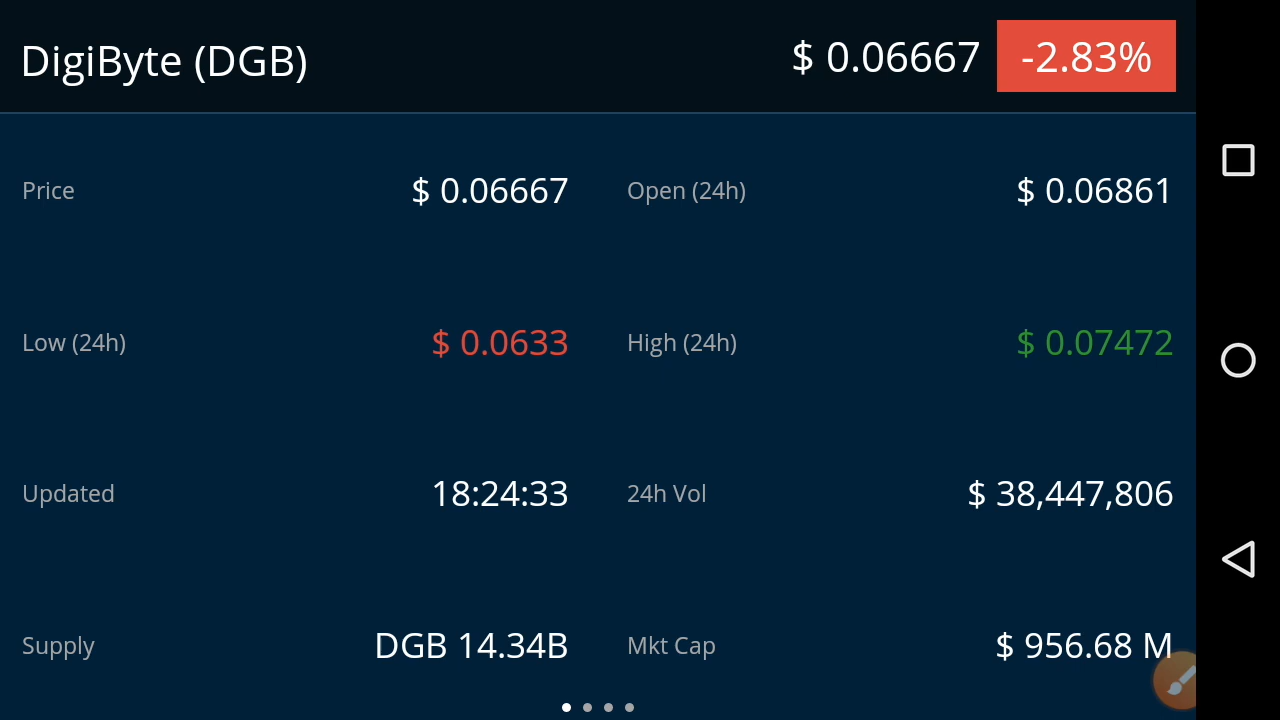 DigiByte (DGB) $ 0.06667 -2.83%
Price $ 0.06667 Open (24h) $ 0.06861
Low (24h) $ 0.0633 High (24h) $ 0.07472
Updated 18:24:33 24h Vol $ 38,447,806
Supply DGB 14.34B Mkt Cap $ 956.68 M